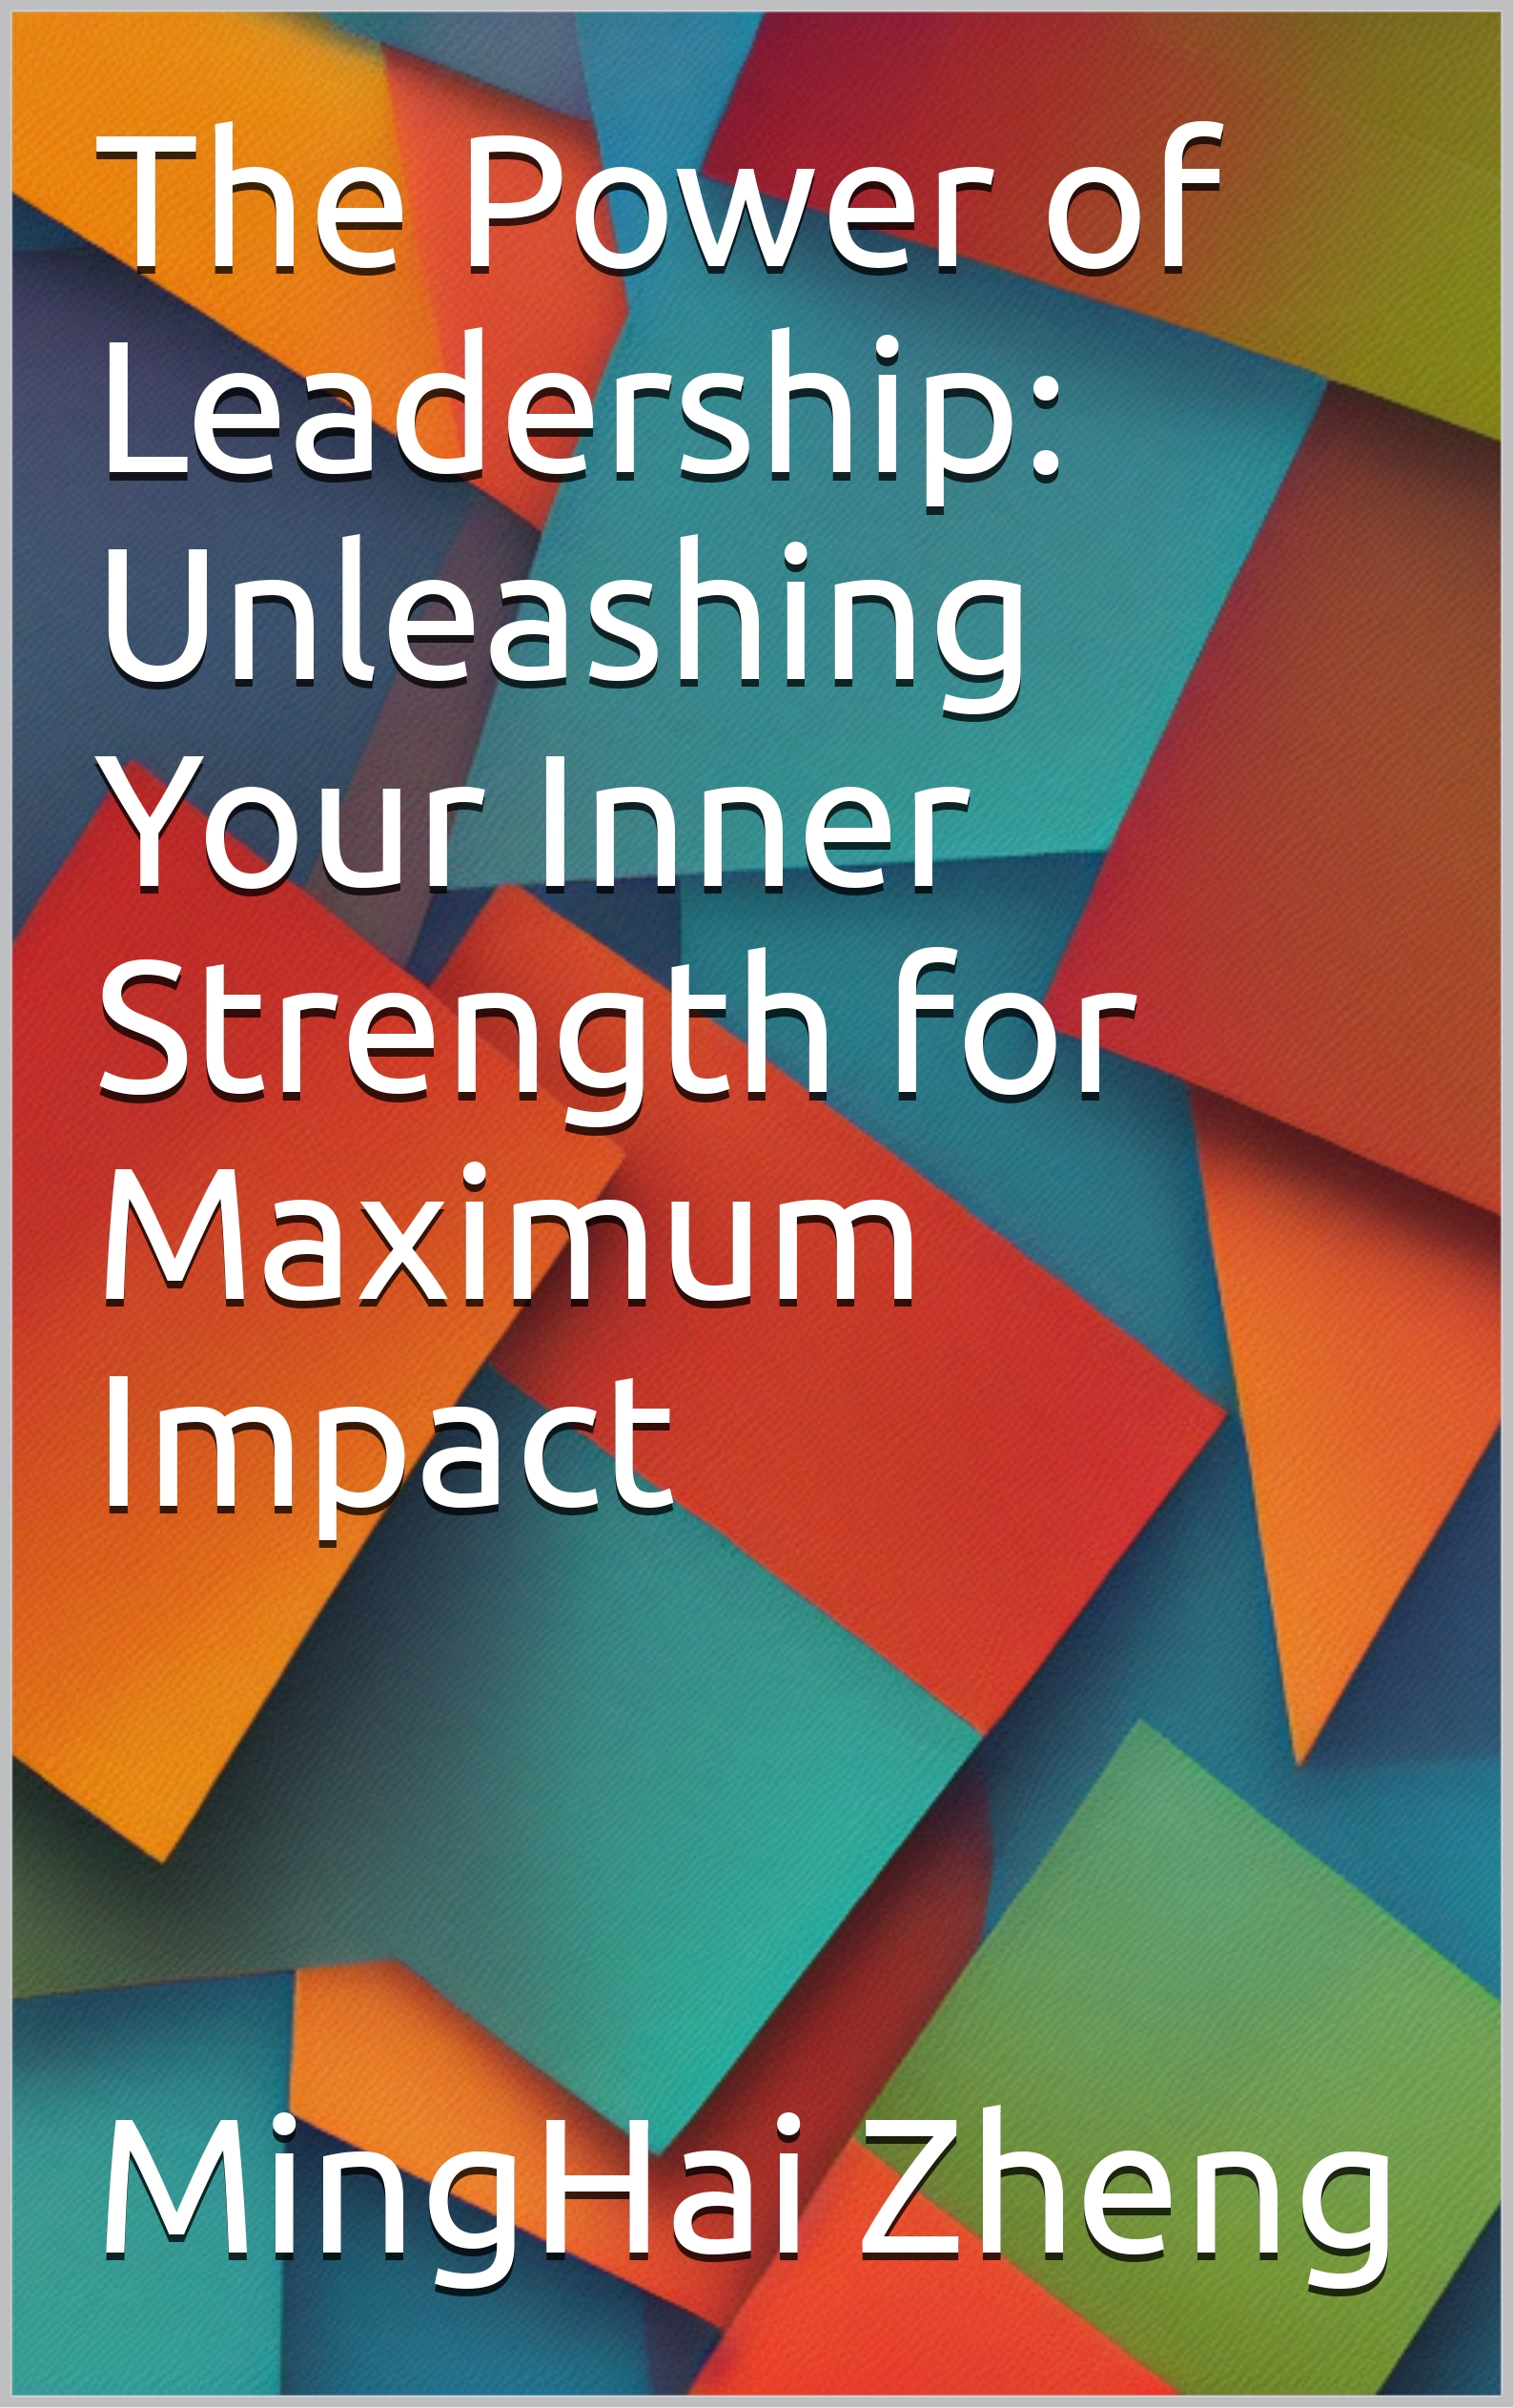 The Power of
Leadership:
Unleashing
Your Inner
Strength for
Maximum
Impact
MingHai Zheng